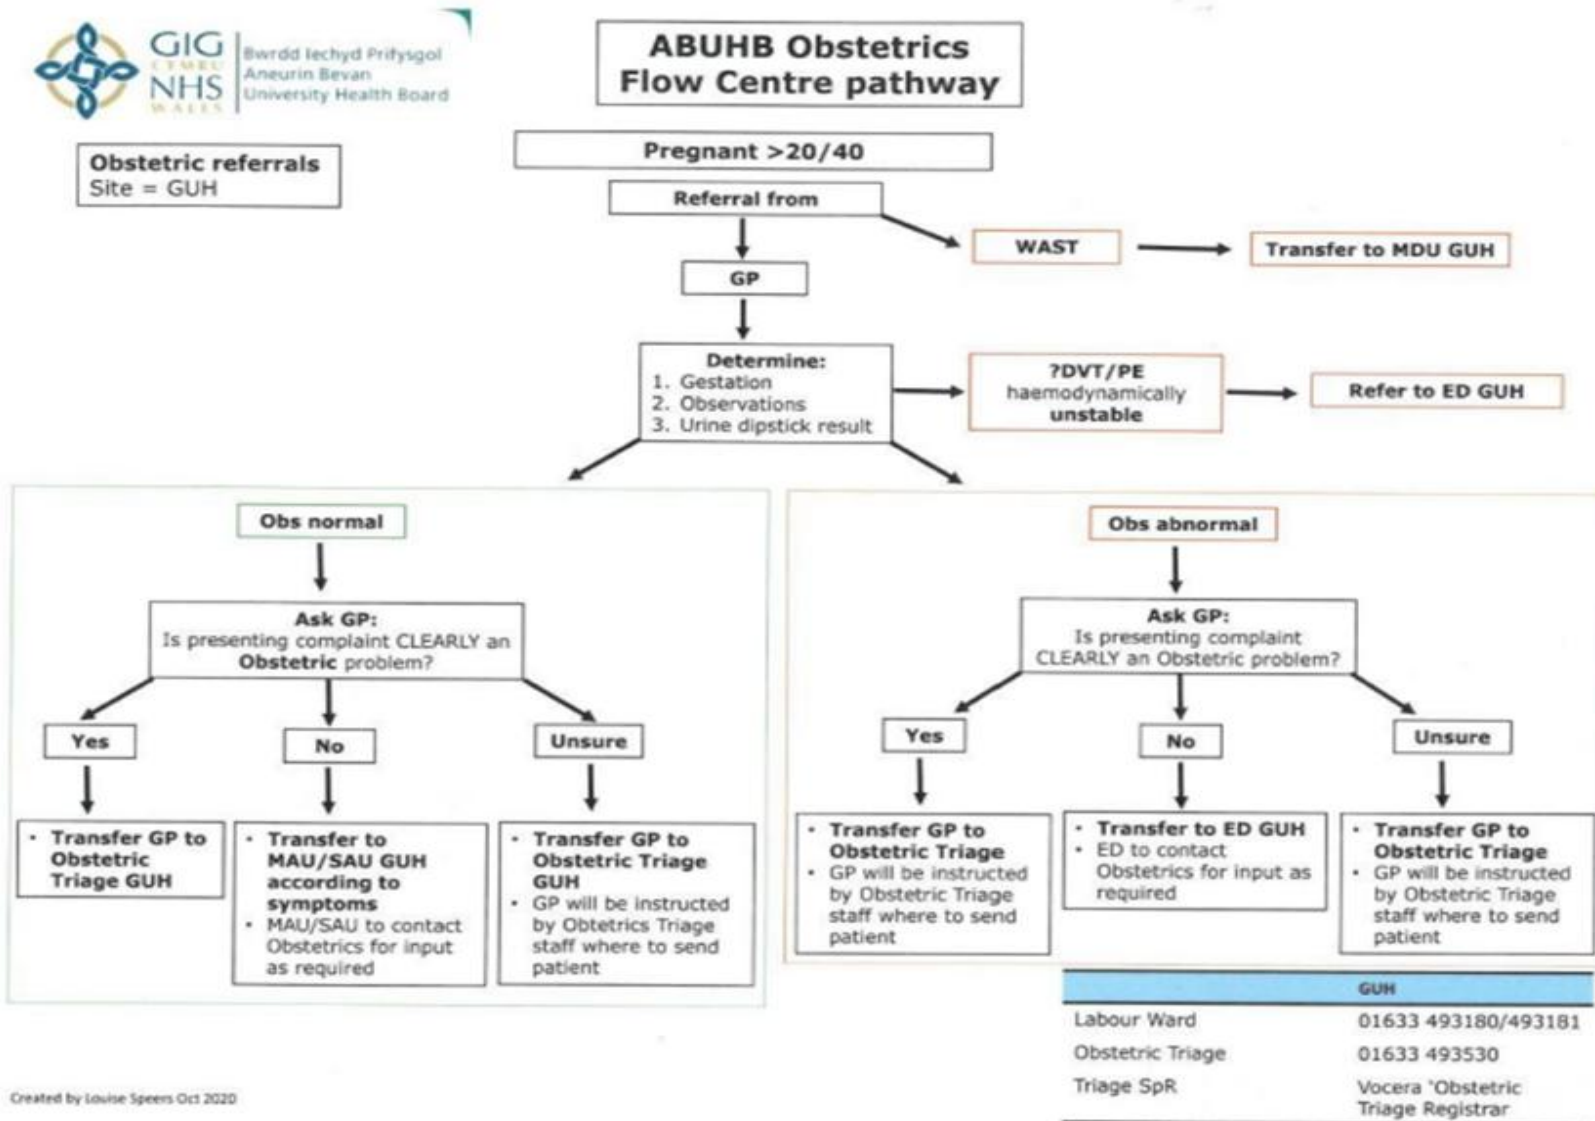 GIG
CYMRU
NHS
WALES
Bwrdd Iechyd Prifysgol
Aneurin Bevan
University Health Board
ABUHB Obstetrics
Flow Centre pathway
Obstetric referrals
Site = GUH
Pregnant >20/40
Referral from
WAST
Transfer to MDU GUH
GP
Determine:
1. Gestation
2. Observations
3. Urine dipstick result
?DVT/PE
haemodynamically
unstable
Refer to ED GUH
Obs normal
Ask GP:
Is presenting complaint CLEARLY an
Obstetric problem?
Yes
No
Unsure
• Transfer GP to
Obstetric
Triage GUH
• Transfer to
MAU/SAU GUH
according to
symptoms
• MAU/SAU to contact
Obstetrics for input
as required
• Transfer GP to
Obstetric Triage
GUH
• GP will be instructed
by Obtetrics Triage
staff where to send
patient
Obs abnormal
Ask GP:
Is presenting complaint
CLEARLY an Obstetric problem?
Yes
No
Unsure
• Transfer GP to
Obstetric Triage
• GP will be instructed
by Obstetric Triage
staff where to send
patient
• Transfer to ED GUH
• ED to contact
Obstetrics for input as
required
• Transfer GP to
Obstetric Triage
• GP will be instructed
by Obstetric Triage
staff where to send
patient
GUH
Labour Ward 01633 493180/493181
Obstetric Triage 01633 493530
Triage SpR Vocera 'Obstetric
Triage Registrar
Created by Louise Speers Oct 2020